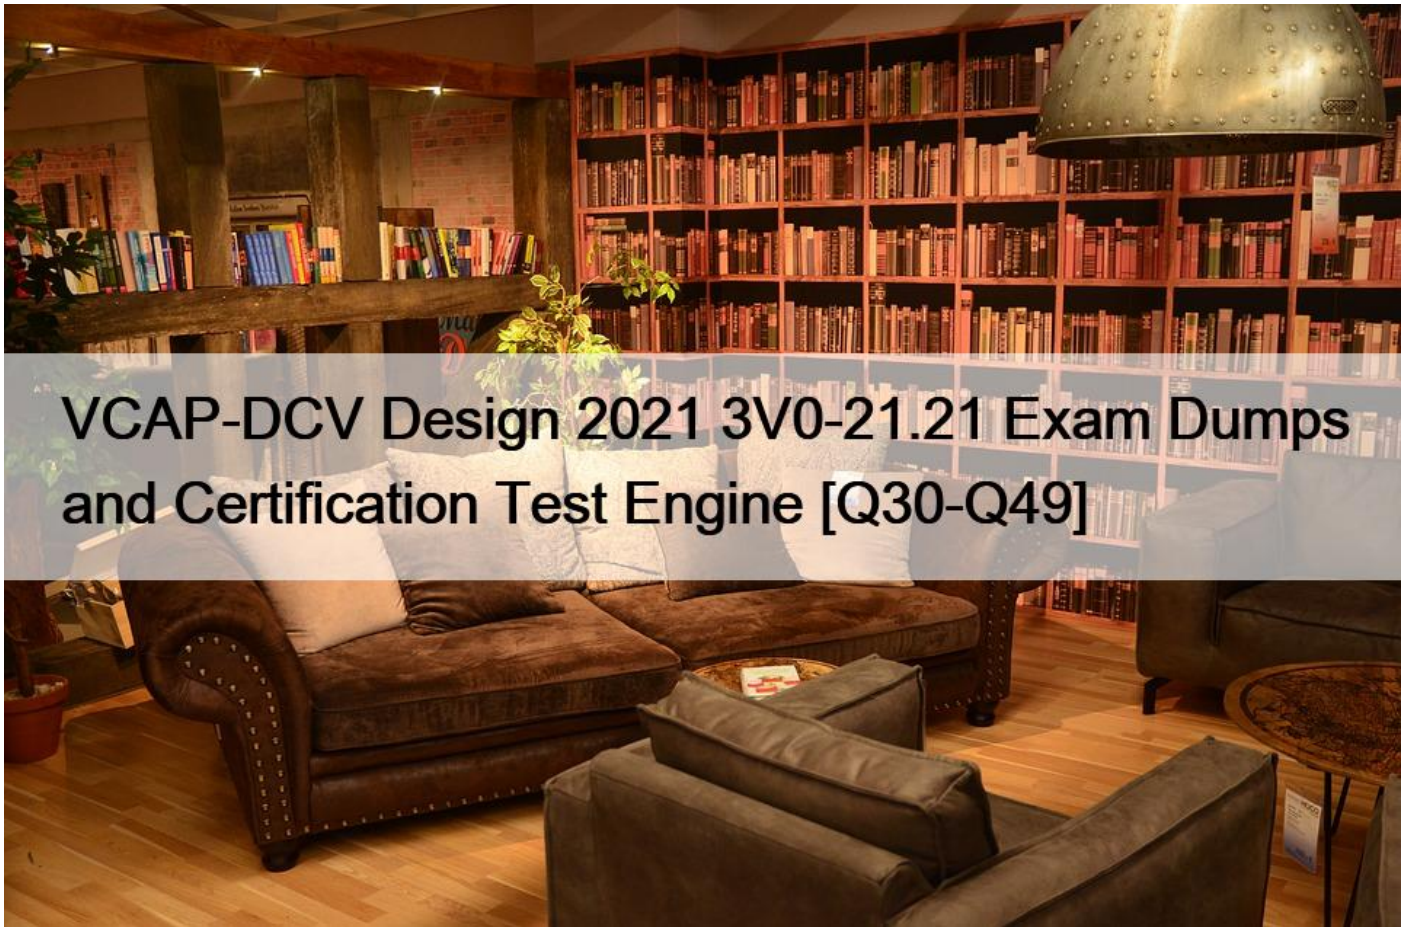 VCAP-DCV Design 2021 3V0-21.21 Exam Dumps
and Certification Test Engine [Q30-Q49]